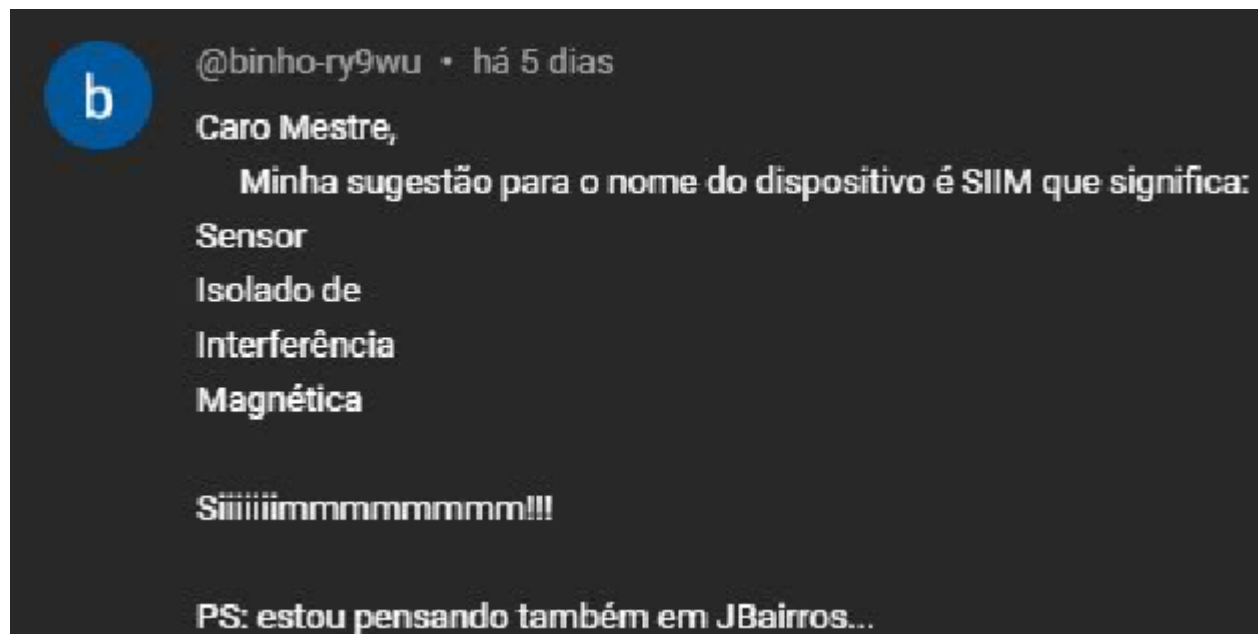 b
@binho-ry9wu • há 5 dias
Caro Mestre,
Minha sugestão para o nome do dispositivo é SIIM que significa:
Sensor
Isolado de
Interferência
Magnética
Siiiiiiimmmmmmmm!!!
PS: estou pensando também em JBairros...